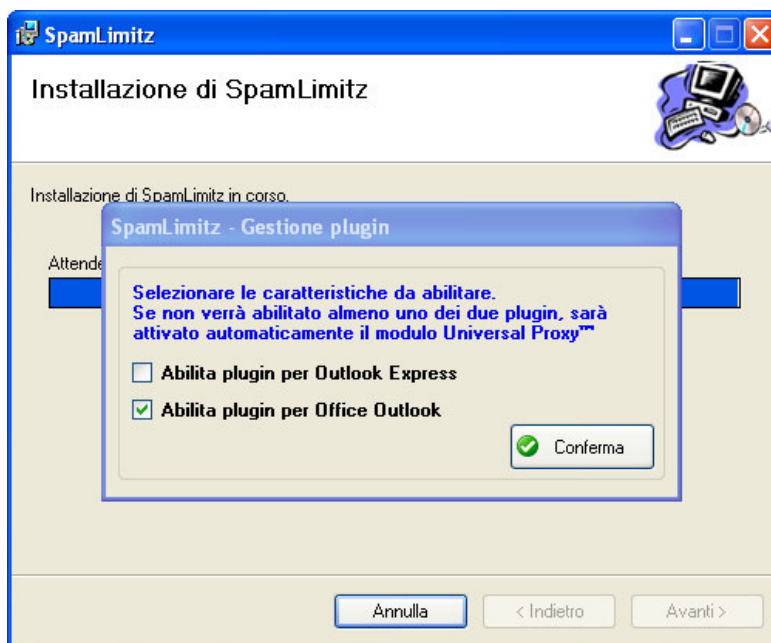 SpamLimitz
Installazione di SpamLimitz
Installazione di SpamLimitz in corso.
SpamLimitz - Gestione plugin
Selezionare le caratteristiche da abilitare.
Se non verrà abilitato almeno uno dei due plugin, sarà
attivato automaticamente il modulo Universal Proxy™
Abilita plugin per Outlook Express
Abilita plugin per Office Outlook
Conferma
Annulla
< Indietro
Avanti >